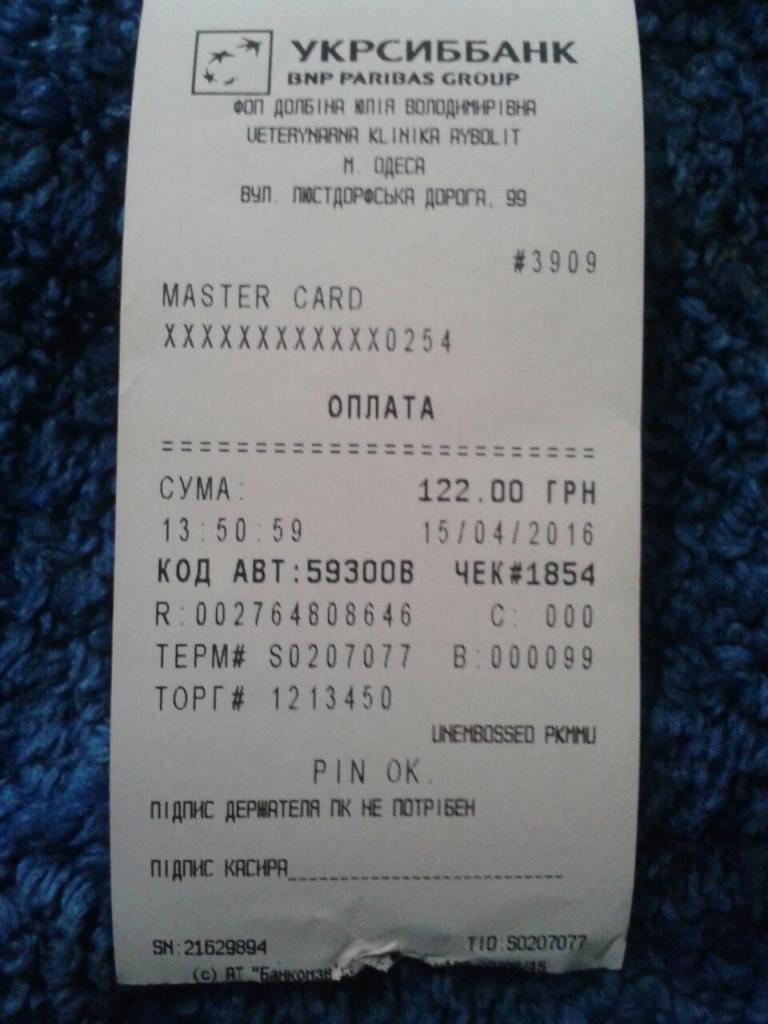 УКРСИББАНК
BNP PARIBAS GROUP
ФОП ДОЛБІНА ЮЛІЯ ВОЛОДИМИРІВНА
VETERYNARNA KLINIKA AYBOLIT
М. ОДЕСА
ВУЛ. ЛЮСТДОРФСЬКА ДОРОГА, 99
#3909
MASTER CARD
XXXXXXXXXXXX0254
ОПЛАТА
========================
СУМА: 122.00 ГРН
13:50:59 15/04/2016
КОД АВТ:59300B ЧЕК#1854
R:002764808646 C: 000
ТЕРМ# S0207077 B:000099
ТОРГ# 1213450
UNEMBOSSED PKMMU
PIN OK.
ПІДПИС ДЕРЖАТЕЛЯ ПК НЕ ПОТРІБЕН
ПІДПИС КАСИРА________________________
SN:21629894 TID:S0207077
(c) АТ